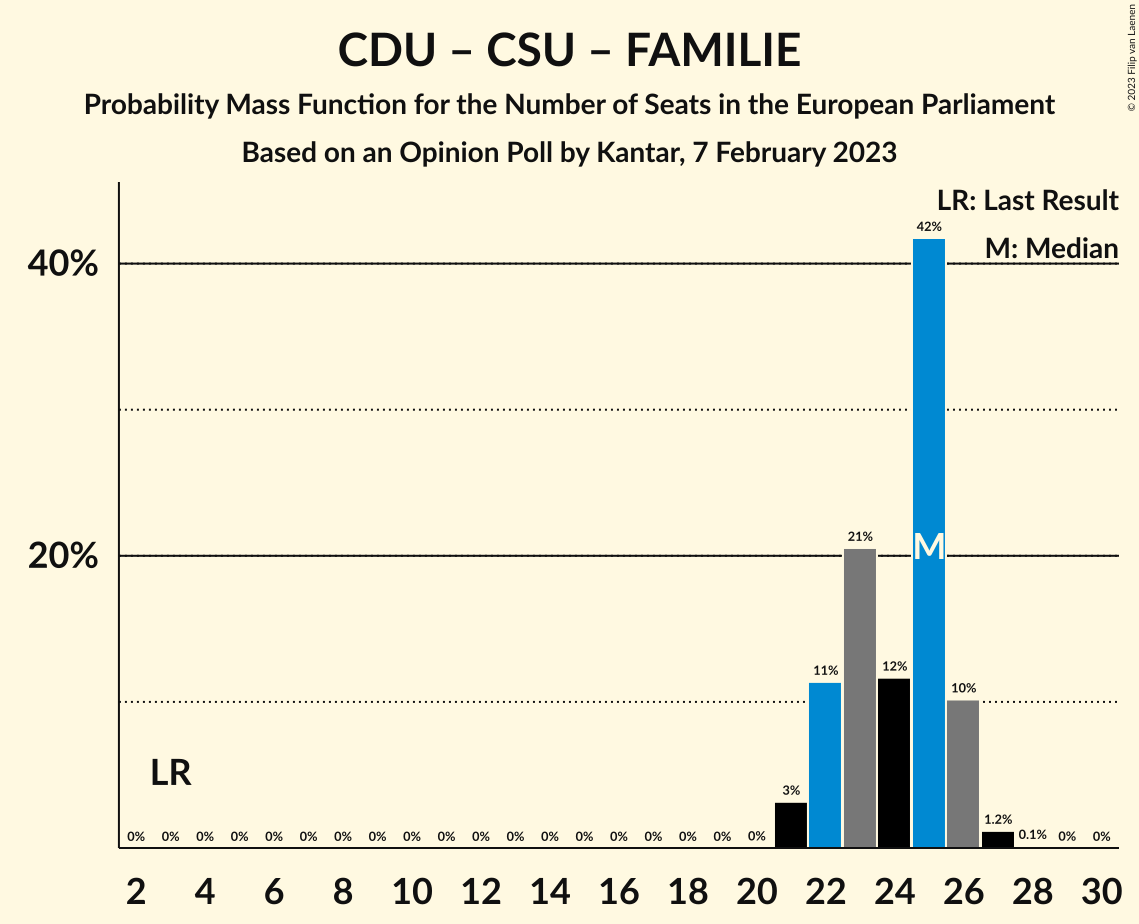 CDU – CSU – FAMILIE
Probability Mass Function for the Number of Seats in the European Parliament
Based on an Opinion Poll by Kantar, 7 February 2023
© 2023 Filip van Laenen
LR: Last Result
M: Median
42%
40%
21%
20%
M
12%
11%
10%
LR
3%
1.2%
0% 0% 0% 0% 0% 0% 0% 0% 0% 0% 0% 0% 0% 0% 0% 0% 0% 0% 0% 0.1% 0% 0%
2 4 6 8 10 12 14 16 18 20 22 24 26 28 30